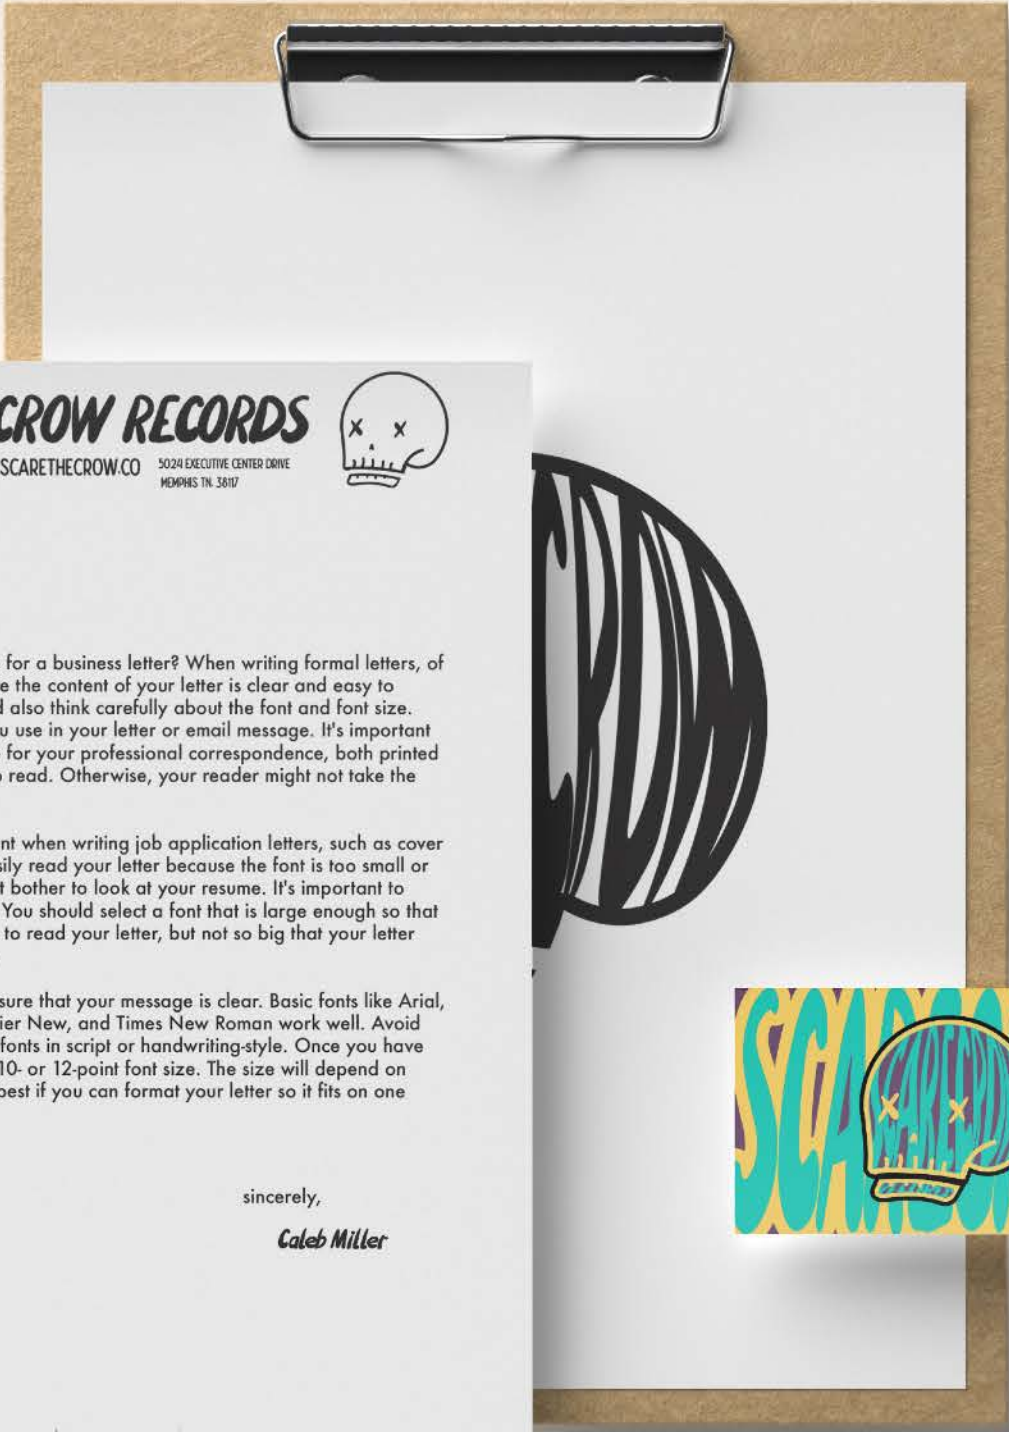 CROW RECORDS
SCARETHECROW.CO
5024 EXECUTIVE CENTER DRIVE
MEMPHIS TN. 38117
for a business letter? When writing formal letters, of
e the content of your letter is clear and easy to
d also think carefully about the font and font size.
u use in your letter or email message. It's important
for your professional correspondence, both printed
o read. Otherwise, your reader might not take the
nt when writing job application letters, such as cover
sily read your letter because the font is too small or
t bother to look at your resume. It's important to
You should select a font that is large enough so that
to read your letter, but not so big that your letter
sure that your message is clear. Basic fonts like Arial,
ier New, and Times New Roman work well. Avoid
fonts in script or handwriting-style. Once you have
10- or 12-point font size. The size will depend on
best if you can format your letter so it fits on one
sincerely,
Caleb Miller
CROW
SCA
SCARECROW